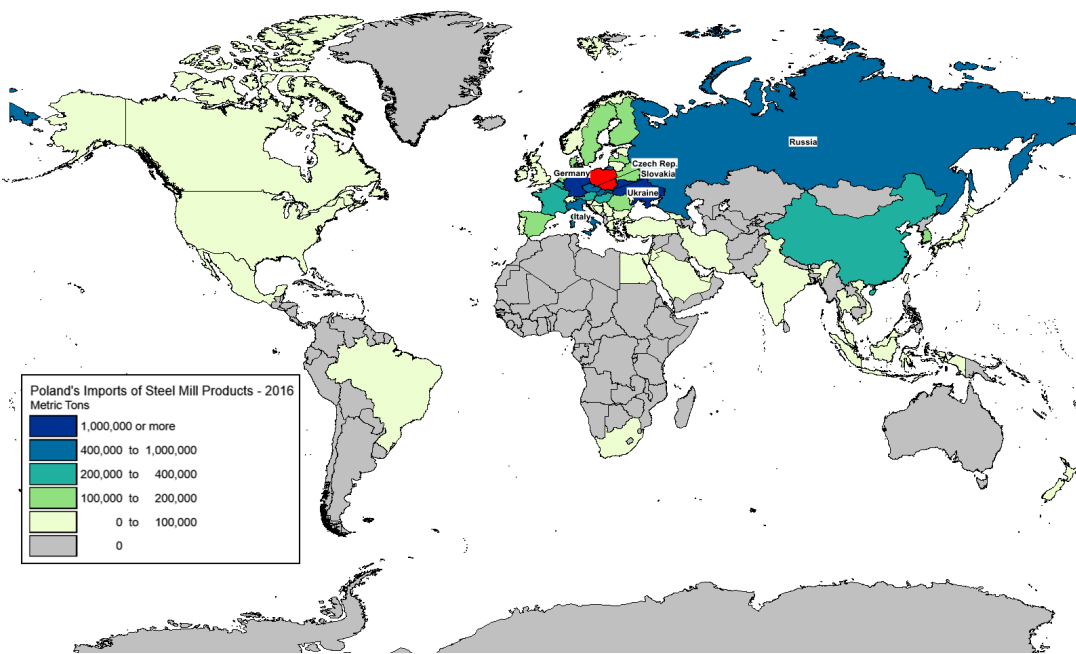 Russia
Czech Rep.
Germany
Slovakia
Ukraine
Italy
Poland's Imports of Steel Mill Products - 2016
Metric Tons
1,000,000 or more
400,000 to 1,000,000
200,000 to 400,000
100,000 to 200,000
0 to 100,000
0